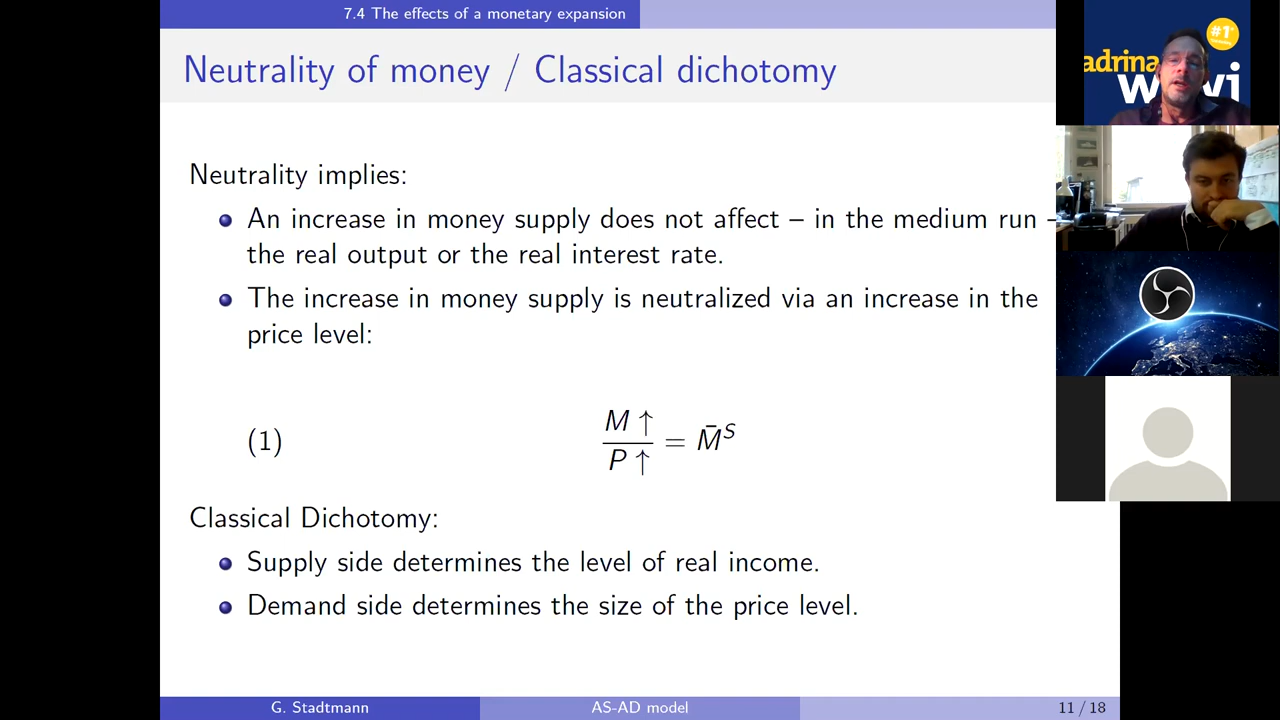 7.4 The effects of a monetary expansion
Neutrality of money / Classical dichotomy
Neutrality implies:
An increase in money supply does not affect – in the medium run –
the real output or the real interest rate.
The increase in money supply is neutralized via an increase in the
price level:
(1) M ↑ / P ↑ = M̄ˢ
Classical Dichotomy:
Supply side determines the level of real income.
Demand side determines the size of the price level.
G. Stadtmann AS-AD model 11 / 18
#1
adrina